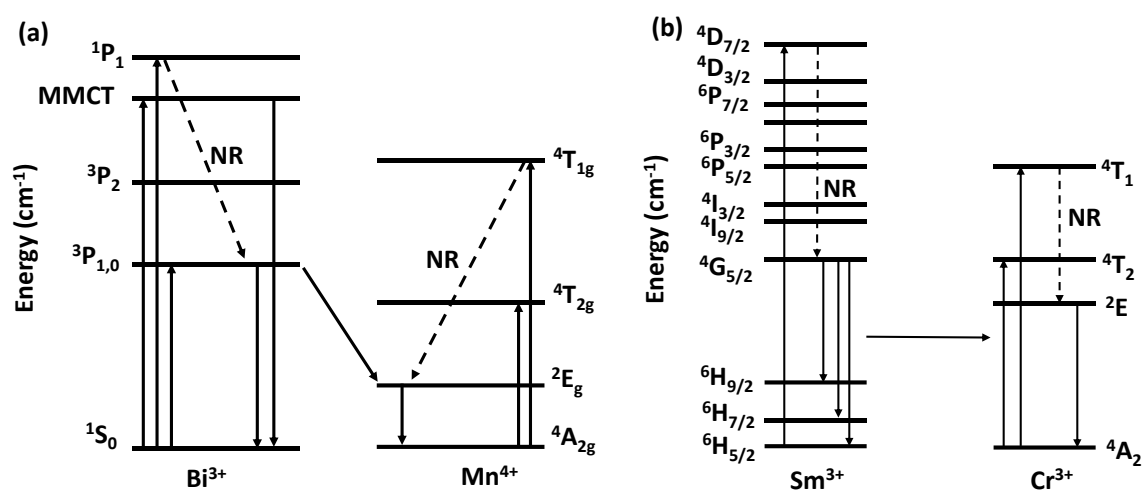 (a)
¹P₁
MMCT
NR
³P₂
³P₁,₀
¹S₀
Bi³⁺
Energy (cm⁻¹)
⁴T₁g
NR
⁴T₂g
²Eg
⁴A₂g
Mn⁴⁺
(b)
⁴D₇/₂
⁴D₃/₂
⁶P₇/₂
⁶P₃/₂
⁶P₅/₂
⁴I₃/₂
⁴I₉/₂
⁴G₅/₂
NR
⁶H₉/₂
⁶H₇/₂
⁶H₅/₂
Sm³⁺
Energy (cm⁻¹)
⁴T₁
NR
⁴T₂
²E
⁴A₂
Cr³⁺